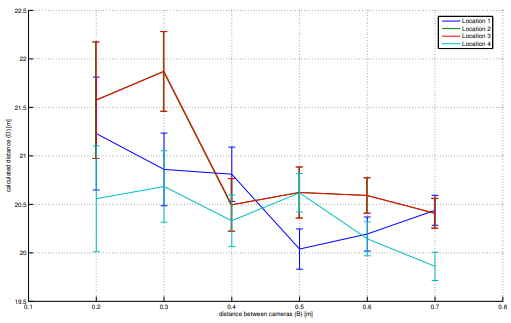 22.5
22
21.5
21
20.5
20
19.5
calculated distance (D) [m]
0.1
0.2
0.3
0.4
0.5
0.6
0.7
0.8
distance between cameras (B) [m]
Location 1
Location 2
Location 3
Location 4